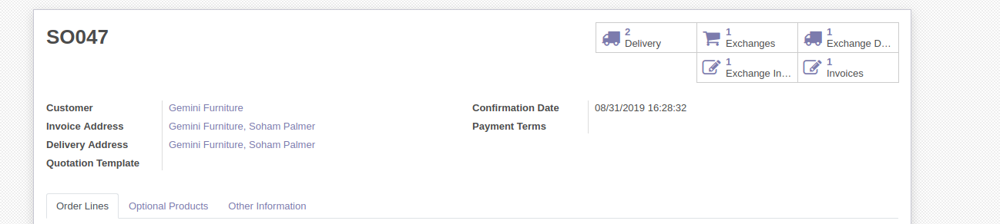 SO047
2
Delivery
1
Exchanges
1
Exchange D...
1
Exchange In...
1
Invoices
Customer Gemini Furniture
Confirmation Date 08/31/2019 16:28:32
Invoice Address Gemini Furniture, Soham Palmer
Payment Terms
Delivery Address Gemini Furniture, Soham Palmer
Quotation Template
Order Lines Optional Products Other Information